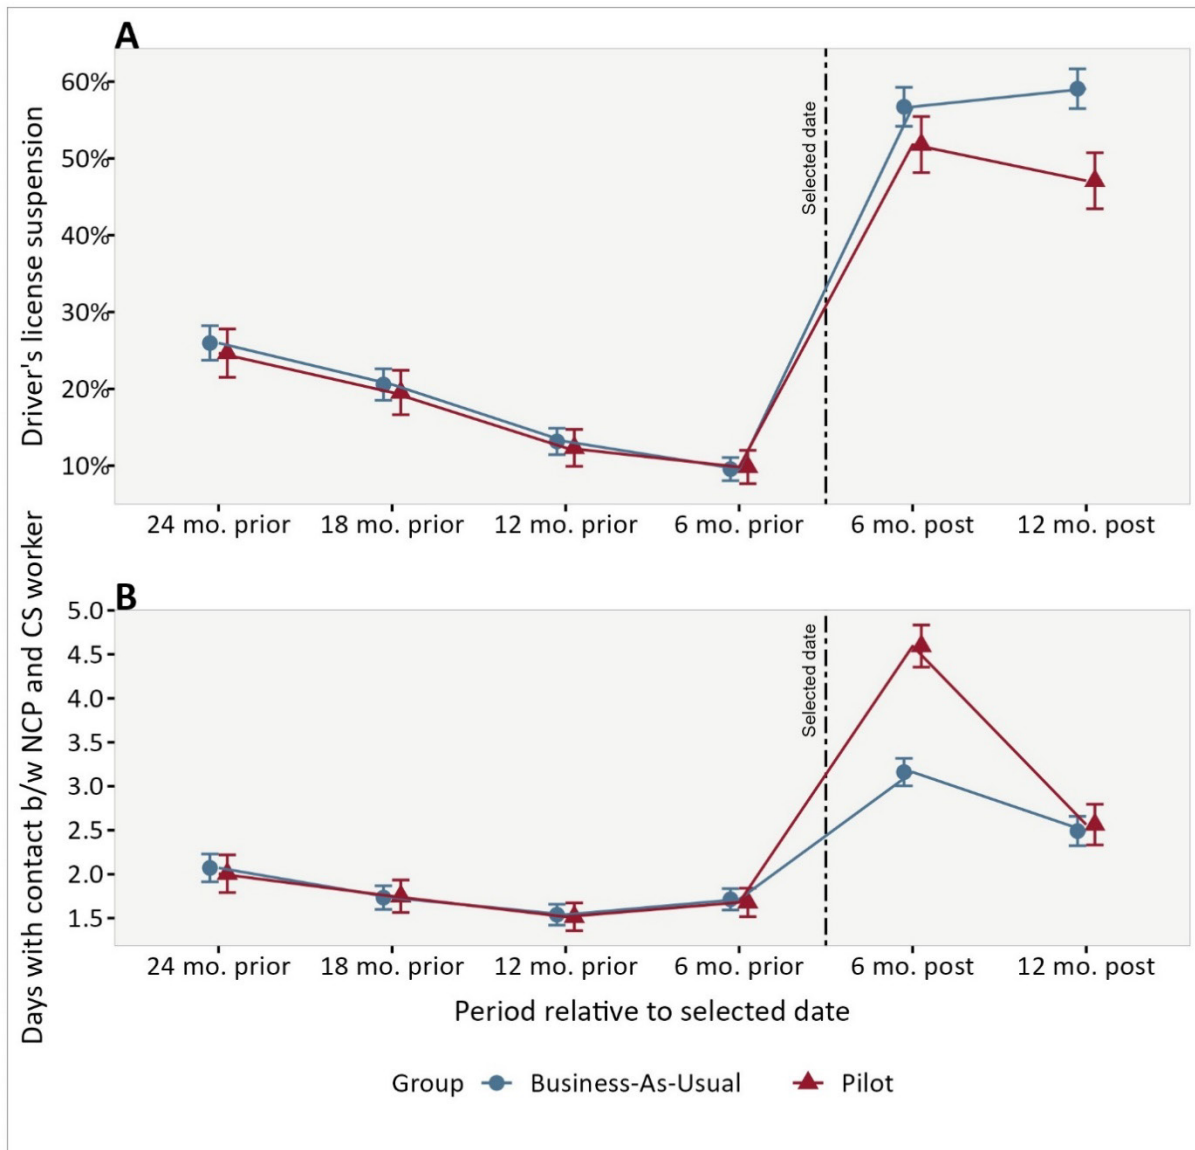 A
Driver's license suspension
60%
50%
40%
30%
20%
10%
Selected date
24 mo. prior 18 mo. prior 12 mo. prior 6 mo. prior 6 mo. post 12 mo. post
B
Days with contact b/w NCP and CS worker
5.0
4.5
4.0
3.5
3.0
2.5
2.0
1.5
Selected date
24 mo. prior 18 mo. prior 12 mo. prior 6 mo. prior 6 mo. post 12 mo. post
Period relative to selected date
Group Business-As-Usual Pilot